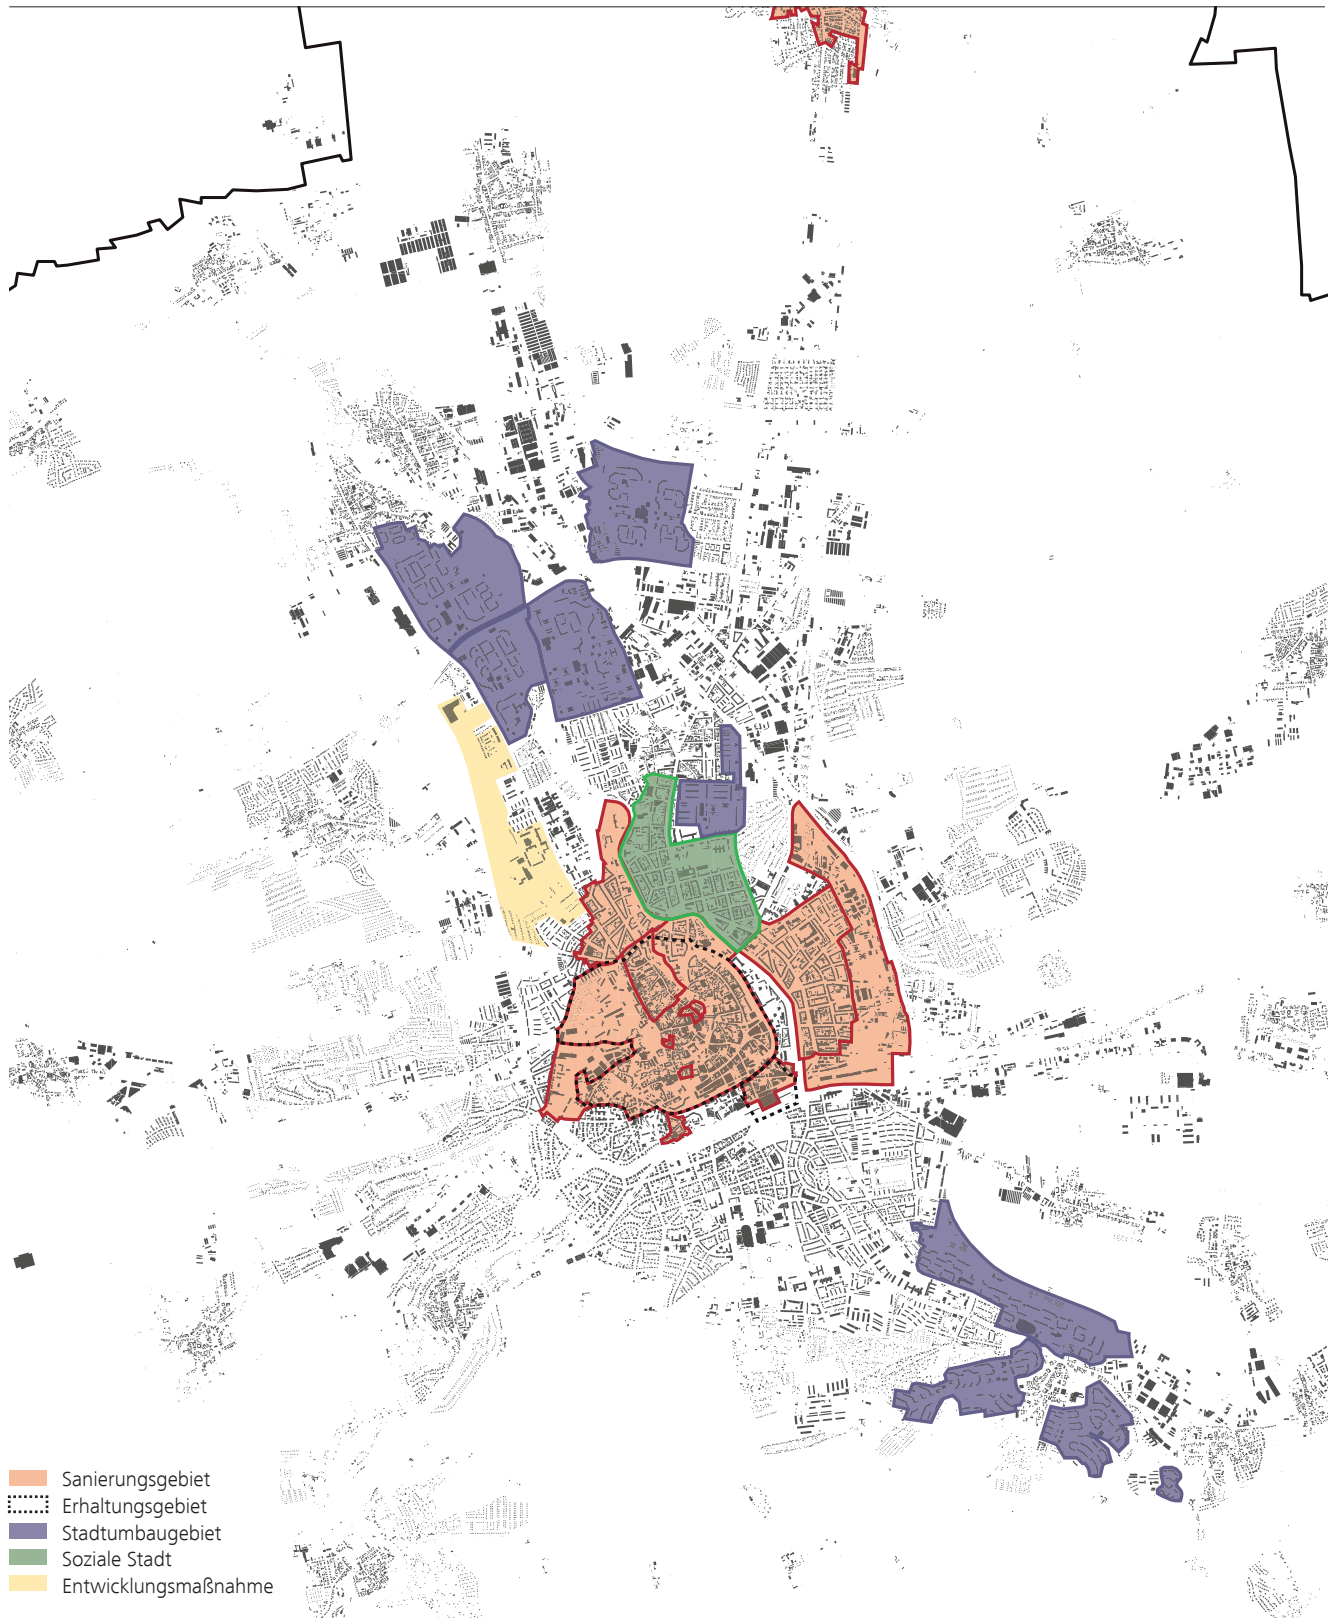 Sanierungsgebiet
Erhaltungsgebiet
Stadtumbaugebiet
Soziale Stadt
Entwicklungsmaßnahme